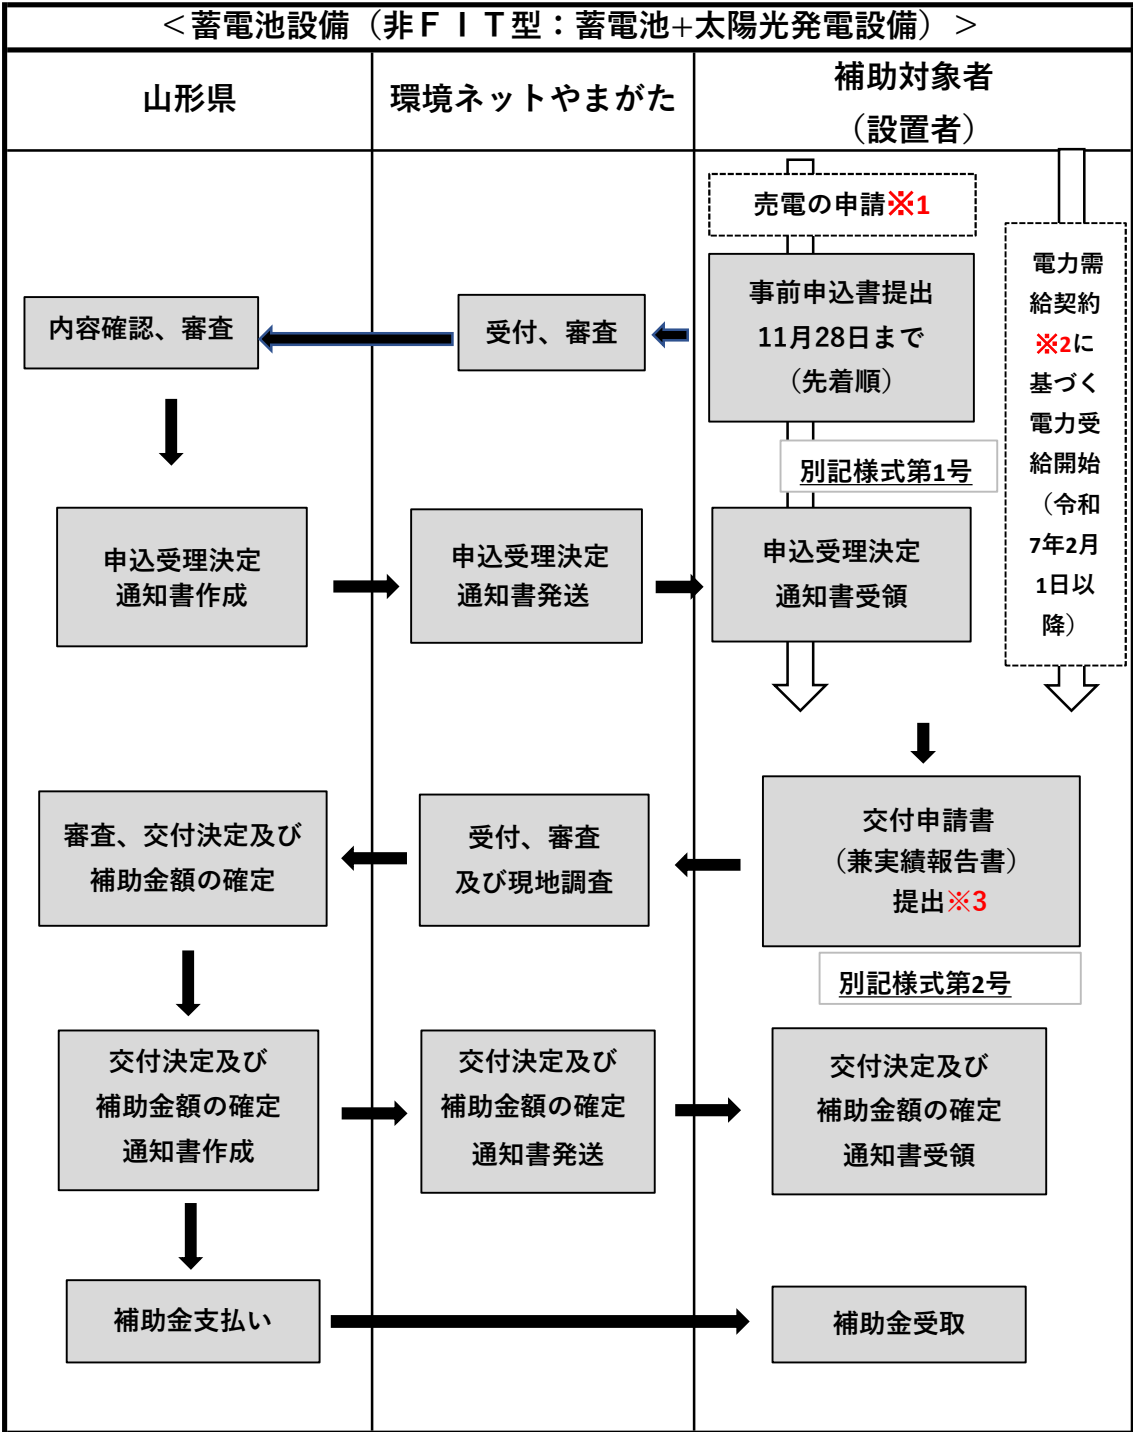 ＜蓄電池設備（非ＦＩＴ型：蓄電池+太陽光発電設備）＞
山形県
環境ネットやまがた
補助対象者
（設置者）
売電の申請※1
事前申込書提出
11月28日まで
（先着順）
受付、審査
内容確認、審査
別記様式第1号
電力需
給契約
※2に
基づく
電力受
給開始
（令和
7年2月
1日以
降）
申込受理決定
通知書作成
申込受理決定
通知書発送
申込受理決定
通知書受領
交付申請書
（兼実績報告書）
提出※3
別記様式第2号
受付、審査
及び現地調査
審査、交付決定及び
補助金額の確定
交付決定及び
補助金額の確定
通知書作成
交付決定及び
補助金額の確定
通知書発送
交付決定及び
補助金額の確定
通知書受領
補助金支払い
補助金受取